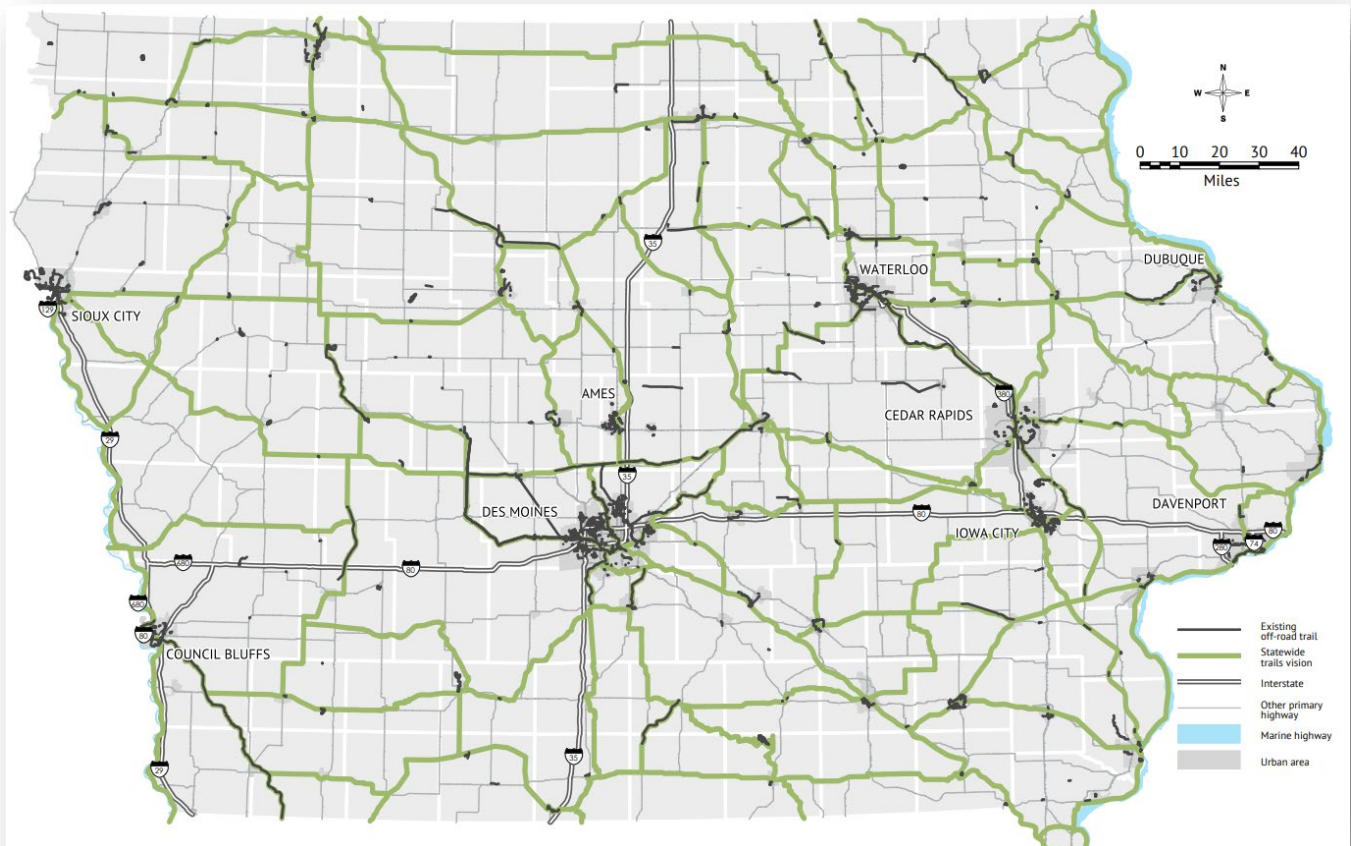 N
W E
S
0 10 20 30 40
Miles
35
WATERLOO
DUBUQUE
129
SIOUX CITY
380
AMES
CEDAR RAPIDS
29
35
DES MOINES
DAVENPORT
80
IOWA CITY
80
280
74
680
80
680
80
COUNCIL BLUFFS
35
29
Existing
off-road trail
Statewide
trails vision
Interstate
Other primary
highway
Marine highway
Urban area